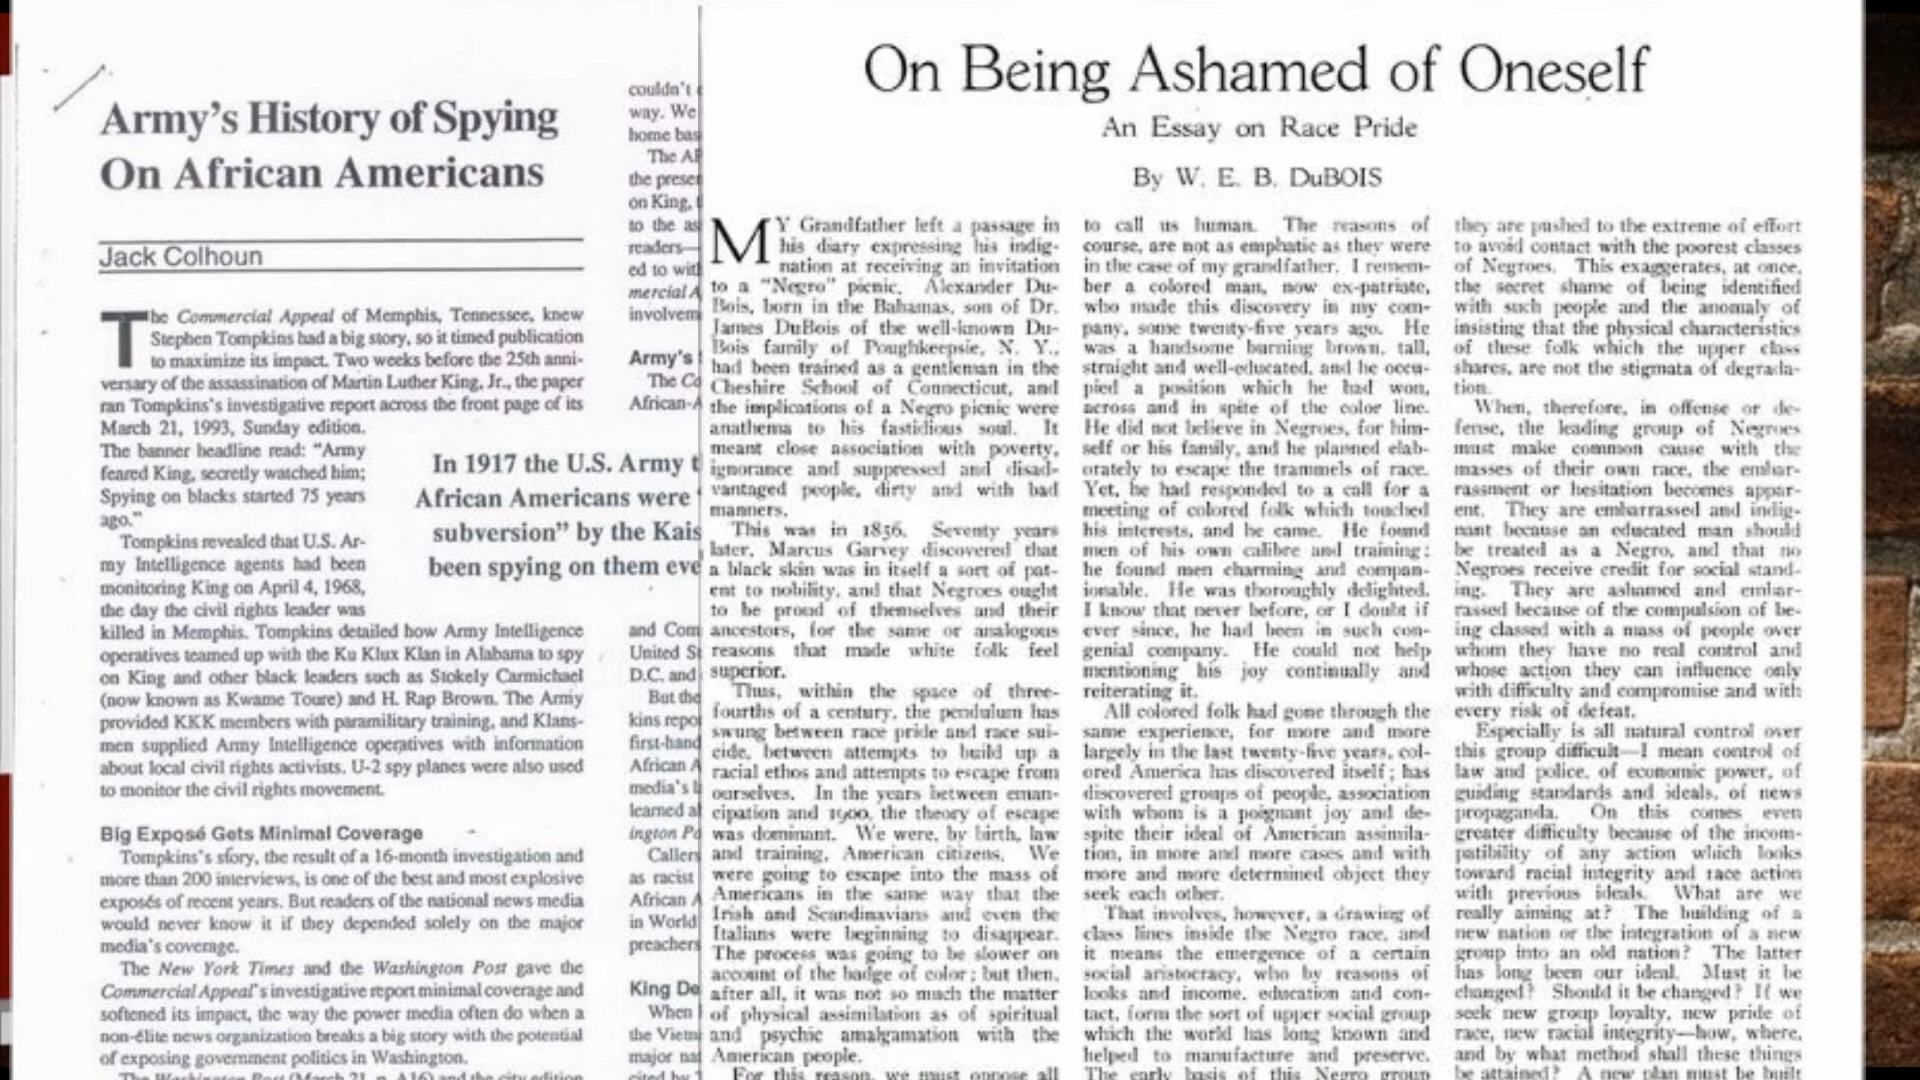 Army's History of Spying
On African Americans
Jack Colhoun
The Commercial Appeal of Memphis, Tennessee, knew
Stephen Tompkins had a big story, so it timed publication
to maximize its impact. Two weeks before the 25th anni-
versary of the assassination of Martin Luther King, Jr., the paper
ran Tompkins's investigative report across the front page of its
March 21, 1993, Sunday edition.
The banner headline read: "Army
feared King, secretly watched him;
Spying on blacks started 75 years
ago."
Tompkins revealed that U.S. Ar-
my Intelligence agents had been
monitoring King on April 4, 1968,
the day the civil rights leader was
killed in Memphis. Tompkins detailed how Army Intelligence
operatives teamed up with the Ku Klux Klan in Alabama to spy
on King and other black leaders such as Stokely Carmichael
(now known as Kwame Toure) and H. Rap Brown. The Army
provided KKK members with paramilitary training, and Klans-
men supplied Army Intelligence operatives with information
about local civil rights activists. U-2 spy planes were also used
to monitor the civil rights movement.
Big Exposé Gets Minimal Coverage
Tompkins's story, the result of a 16-month investigation and
more than 200 interviews, is one of the best and most explosive
exposés of recent years. But readers of the national news media
would never know it if they depended solely on the major
media's coverage.
The New York Times and the Washington Post gave the
Commercial Appeal's investigative report minimal coverage and
softened its impact, the way the power media often do when a
non-élite news organization breaks a big story with the potential
of exposing government politics in Washington.
The Washington Post (March 21, p. A16) and the city edition
In 1917 the U.S. Army t
African Americans were
subversion" by the Kais
been spying on them eve
couldn't
way. We
home bas
The AP
the preser
on King, t
to the as
readers—
ed to with
mercial A
involvem
Army's
The Co
African-A
and Com
United St
D.C. and
But the
kins repo
first-hand
African A
media's l
learned al
ington Po
Callers
as racist
African A
in World
preachers
King De
When
the Vietn
major nat
cited by T
On Being Ashamed of Oneself
An Essay on Race Pride
By W. E. B. DuBOIS
MY Grandfather left a passage in
his diary expressing his indig-
nation at receiving an invitation
to a "Negro" picnic. Alexander Du-
Bois, born in the Bahamas, son of Dr.
James DuBois of the well-known Du-
Bois family of Poughkeepsie, N. Y.,
had been trained as a gentleman in the
Cheshire School of Connecticut, and
the implications of a Negro picnic were
anathema to his fastidious soul. It
meant close association with poverty,
ignorance and suppressed and disad-
vantaged people, dirty and with bad
manners.
This was in 1856. Seventy years
later, Marcus Garvey discovered that
a black skin was in itself a sort of pat-
ent to nobility, and that Negroes ought
to be proud of themselves and their
ancestors, for the same or analogous
reasons that made white folk feel
superior.
Thus, within the space of three-
fourths of a century, the pendulum has
swung between race pride and race sui-
cide, between attempts to build up a
racial ethos and attempts to escape from
ourselves. In the years between eman-
cipation and 1900, the theory of escape
was dominant. We were, by birth, law
and training, American citizens. We
were going to escape into the mass of
Americans in the same way that the
Irish and Scandinavians and even the
Italians were beginning to disappear.
The process was going to be slower on
account of the badge of color; but then,
after all, it was not so much the matter
of physical assimilation as of spiritual
and psychic amalgamation with the
American people.
For this reason, we must oppose all
to call us human. The reasons of
course, are not as emphatic as they were
in the case of my grandfather. I remem-
ber a colored man, now ex-patriate,
who made this discovery in my com-
pany, some twenty-five years ago. He
was a handsome burning brown, tall,
straight and well-educated, and he occu-
pied a position which he had won,
across and in spite of the color line.
He did not believe in Negroes, for him-
self or his family, and he planned elab-
orately to escape the trammels of race.
Yet, he had responded to a call for a
meeting of colored folk which touched
his interests, and he came. He found
men of his own calibre and training;
he found men charming and compan-
ionable. He was thoroughly delighted.
I know that never before, or I doubt if
ever since, he had been in such con-
genial company. He could not help
mentioning his joy continually and
reiterating it.
All colored folk had gone through the
same experience, for more and more
largely in the last twenty-five years, col-
ored America has discovered itself; has
discovered groups of people, association
with whom is a poignant joy and de-
spite their ideal of American assimila-
tion, in more and more cases and with
more and more determined object they
seek each other.
That involves, however, a drawing of
class lines inside the Negro race, and
it means the emergence of a certain
social aristocracy, who by reasons of
looks and income, education and con-
tact, form the sort of upper social group
which the world has long known and
helped to manufacture and preserve.
The early basis of this Negro group
they are pushed to the extreme of effort
to avoid contact with the poorest classes
of Negroes. This exaggerates, at once,
the secret shame of being identified
with such people and the anomaly of
insisting that the physical characteristics
of these folk which the upper class
shares, are not the stigmata of degrada-
tion.
When, therefore, in offense or de-
fense, the leading group of Negroes
must make common cause with the
masses of their own race, the embar-
rassment or hesitation becomes appar-
ent. They are embarrassed and indig-
nant because an educated man should
be treated as a Negro, and that no
Negroes receive credit for social stand-
ing. They are ashamed and embar-
rassed because of the compulsion of be-
ing classed with a mass of people over
whom they have no real control and
whose action they can influence only
with difficulty and compromise and with
every risk of defeat.
Especially is all natural control over
this group difficult—I mean control of
law and police, of economic power, of
guiding standards and ideals, of news
propaganda. On this comes even
greater difficulty because of the incom-
patibility of any action which looks
toward racial integrity and race action
with previous ideals. What are we
really aiming at? The building of a
new nation or the integration of a new
group into an old nation? The latter
has long been our ideal. Must it be
changed? Should it be changed? If we
seek new group loyalty, new pride of
race, new racial integrity—how, where,
and by what method shall these things
be attained? A new plan must be built